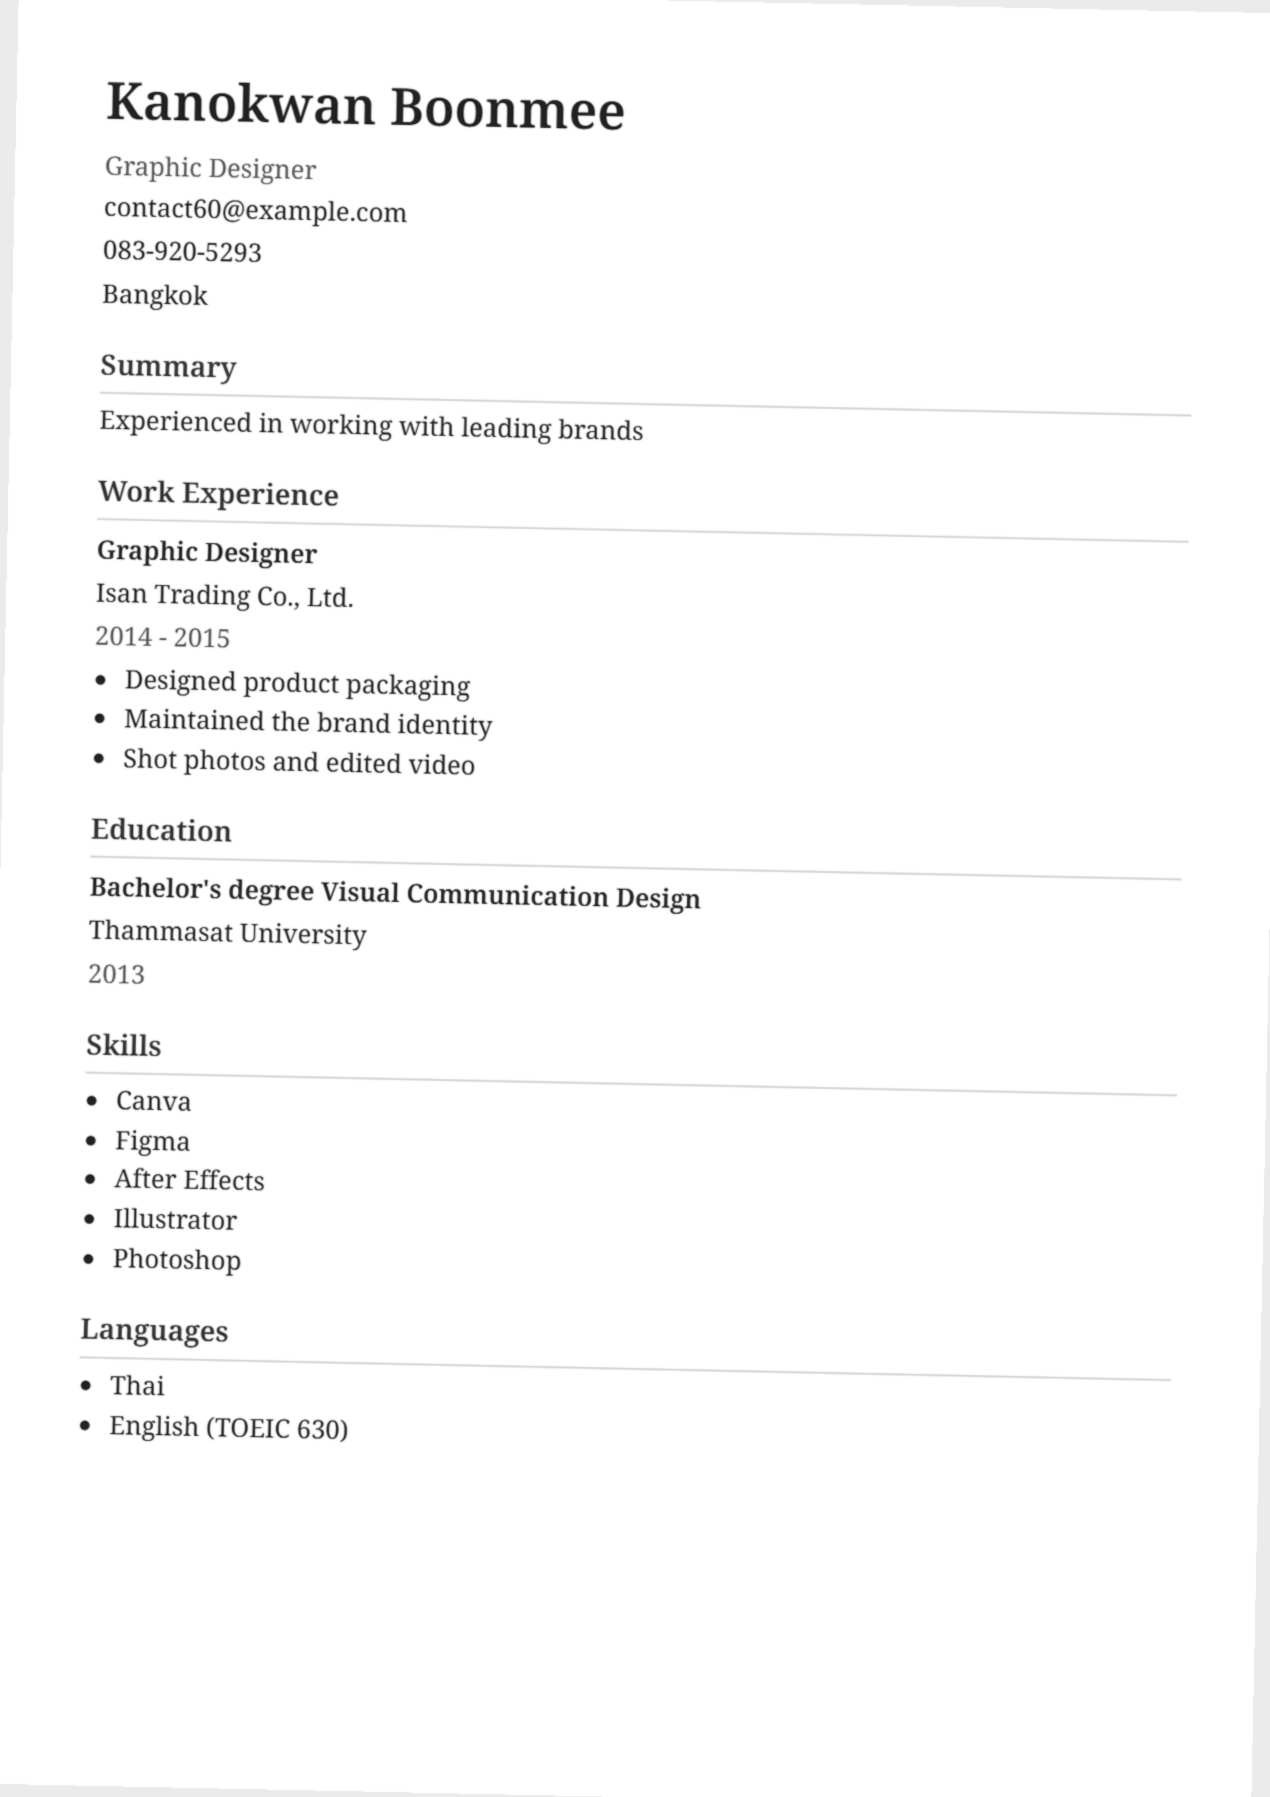 Kanokwan Boonmee
Graphic Designer
contact60@example.com
083-920-5293
Bangkok
Summary
Experienced in working with leading brands
Work Experience
Graphic Designer
Isan Trading Co., Ltd.
2014 - 2015
• Designed product packaging
• Maintained the brand identity
• Shot photos and edited video
Education
Bachelor's degree Visual Communication Design
Thammasat University
2013
Skills
• Canva
• Figma
• After Effects
• Illustrator
• Photoshop
Languages
• Thai
• English (TOEIC 630)